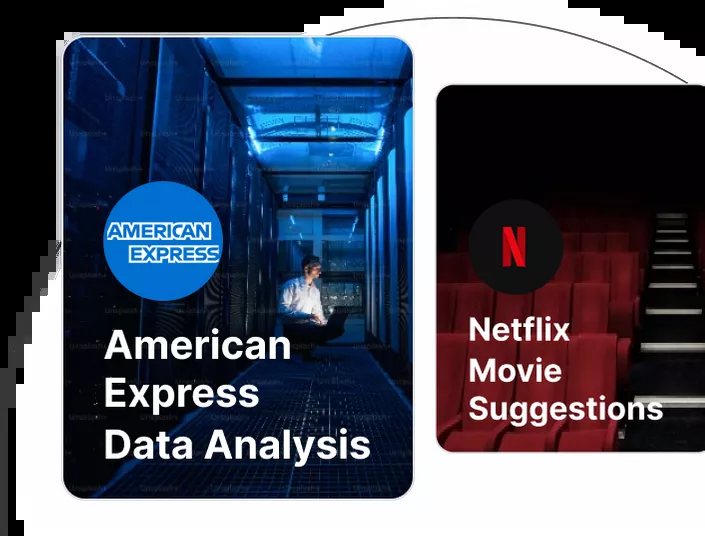 AMERICAN
EXPRESS
American
Express
Data Analysis
N
Netflix
Movie
Suggestions